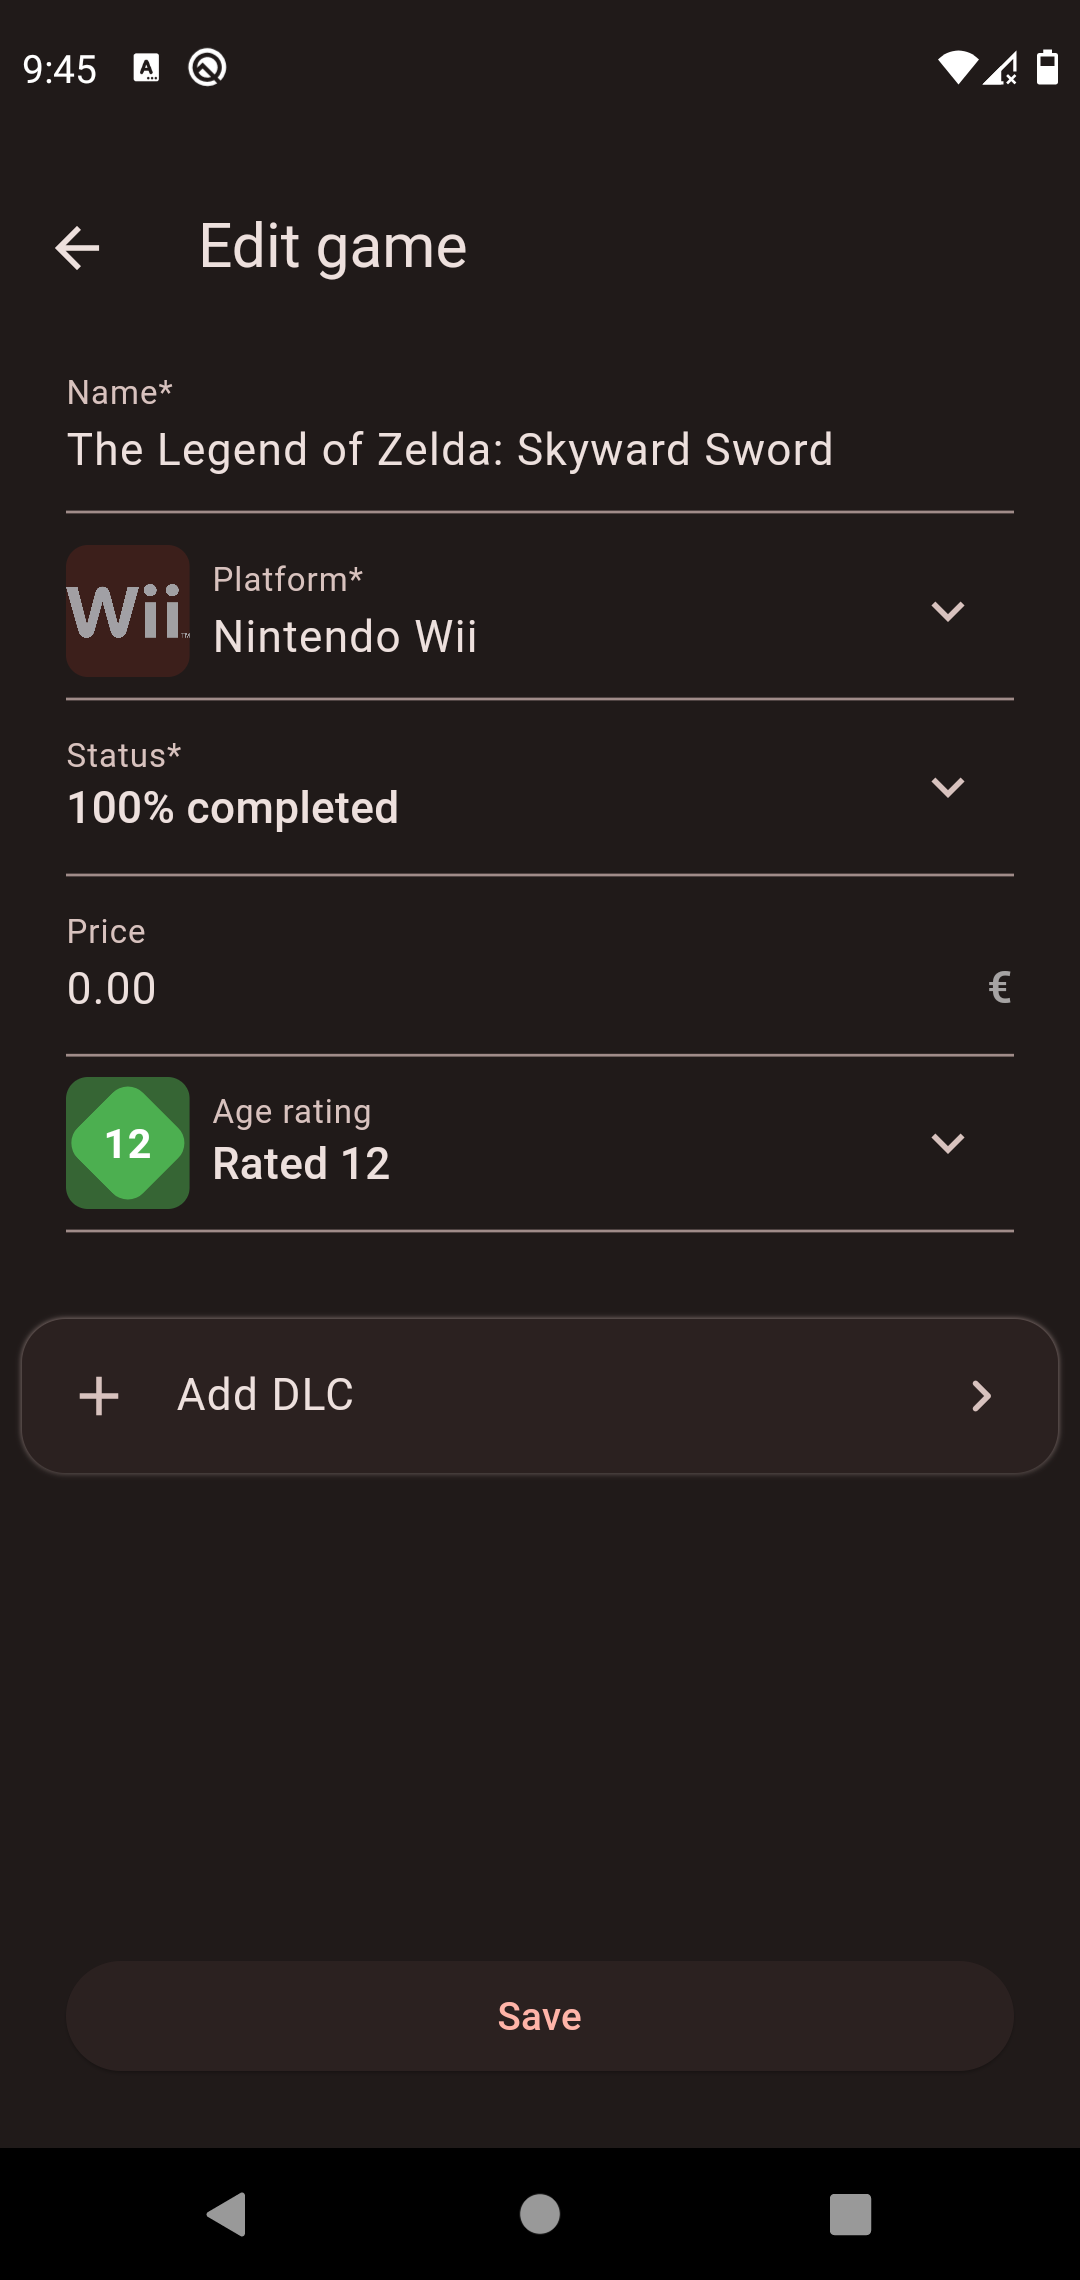 9:45
Edit game
Name*
The Legend of Zelda: Skyward Sword
Wii™
Platform*
Nintendo Wii
Status*
100% completed
Price
0.00 €
12
Age rating
Rated 12
Add DLC
Save